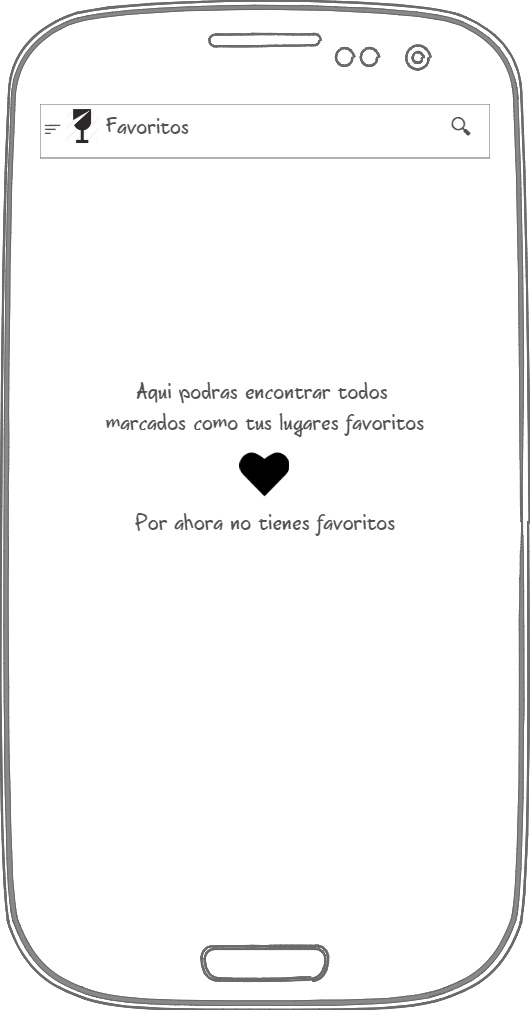 Favoritos
Aqui podras encontrar todos
marcados como tus lugares favoritos
Por ahora no tienes favoritos